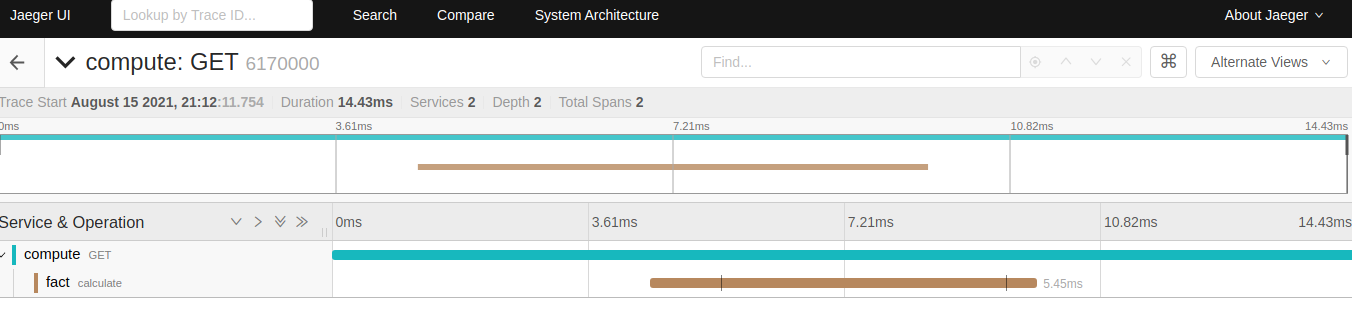 Jaeger UI Lookup by Trace ID... Search Compare System Architecture About Jaeger
compute: GET 6170000 Find... ⌘ Alternate Views
Trace Start August 15 2021, 21:12:11.754 Duration 14.43ms Services 2 Depth 2 Total Spans 2
0ms 3.61ms 7.21ms 10.82ms 14.43ms
Service & Operation 0ms 3.61ms 7.21ms 10.82ms 14.43ms
compute GET
fact calculate 5.45ms